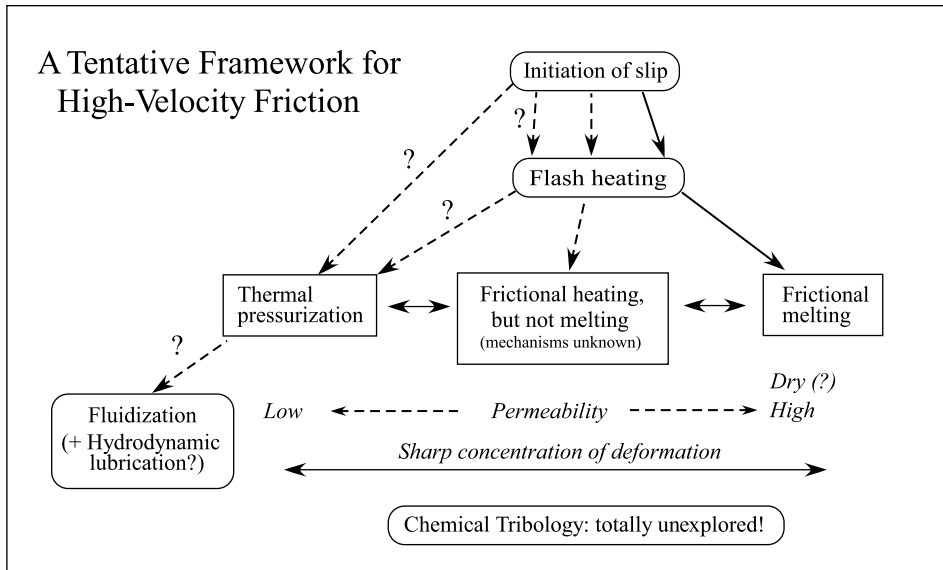 A Tentative Framework for
High-Velocity Friction
Initiation of slip
?
?
Flash heating
?
Thermal
pressurization
Frictional heating,
but not melting
(mechanisms unknown)
Frictional
melting
?
Fluidization
(+ Hydrodynamic
lubrication?)
Dry (?)
Low
Permeability
High
Sharp concentration of deformation
Chemical Tribology: totally unexplored!